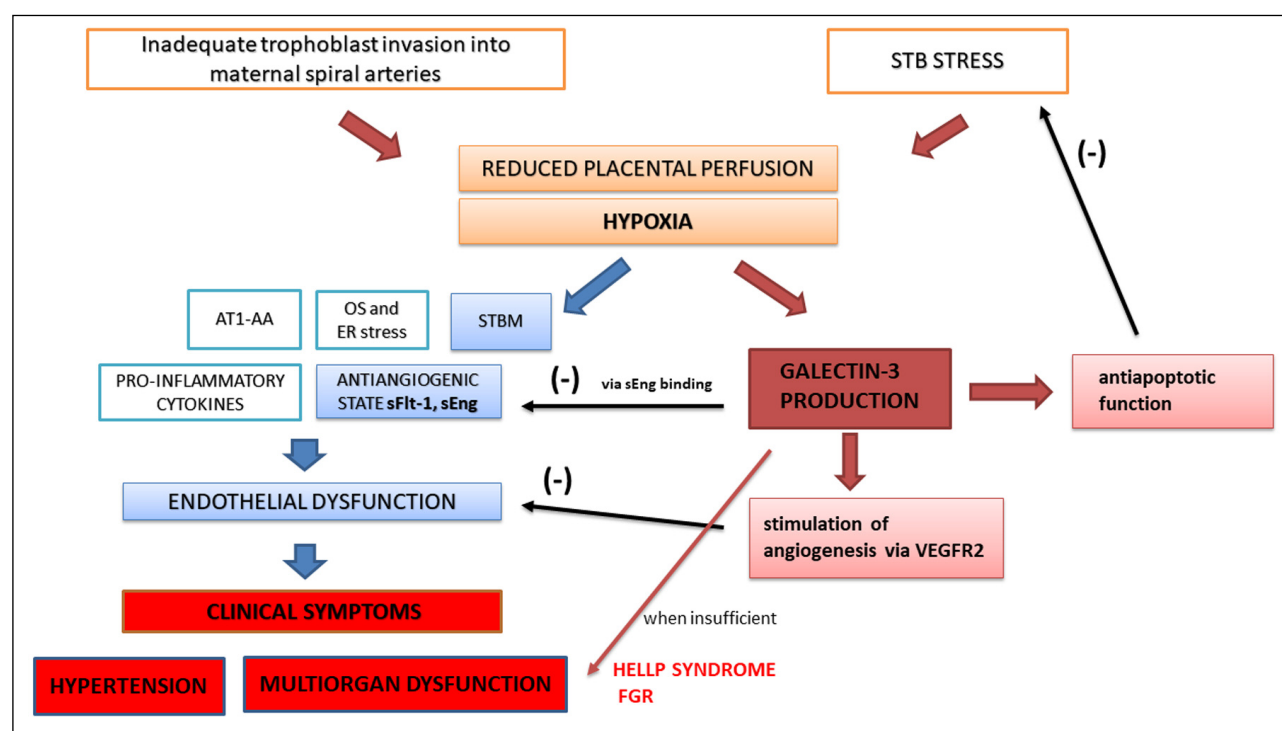 Inadequate trophoblast invasion into
maternal spiral arteries
STB STRESS
(-)
REDUCED PLACENTAL PERFUSION
HYPOXIA
AT1-AA
OS and
ER stress
STBM
PRO-INFLAMMATORY
CYTOKINES
ANTIANGIOGENIC
STATE sFlt-1, sEng
(-)
via sEng binding
GALECTIN-3
PRODUCTION
antiapoptotic
function
ENDOTHELIAL DYSFUNCTION
(-)
stimulation of
angiogenesis via VEGFR2
CLINICAL SYMPTOMS
when insufficient
HYPERTENSION
MULTIORGAN DYSFUNCTION
HELLP SYNDROME
FGR